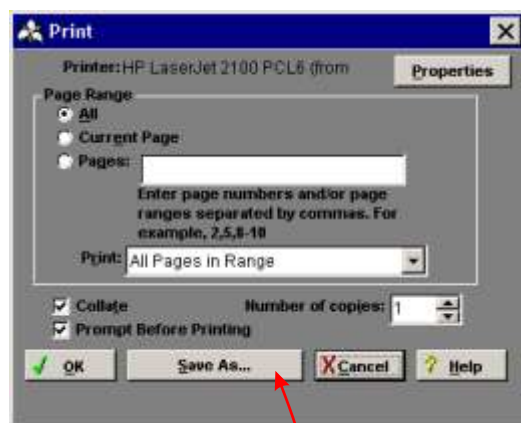 Print
Printer: HP LaserJet 2100 PCL6 (from
Properties
Page Range
All
Current Page
Pages:
Enter page numbers and/or page
ranges separated by commas. For
example, 2,5,8-10
Print: All Pages in Range
Collate
Number of copies: 1
Prompt Before Printing
OK
Save As...
X Cancel
? Help